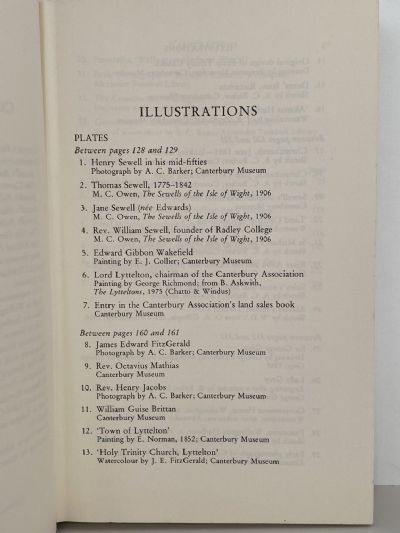 ILLUSTRATIONS
PLATES
Between pages 128 and 129
1. Henry Sewell in his mid-fifties
Photograph by A. C. Barker; Canterbury Museum
2. Thomas Sewell, 1775–1842
M. C. Owen, The Sewells of the Isle of Wight, 1906
3. Jane Sewell (née Edwards)
M. C. Owen, The Sewells of the Isle of Wight, 1906
4. Rev. William Sewell, founder of Radley College
M. C. Owen, The Sewells of the Isle of Wight, 1906
5. Edward Gibbon Wakefield
Painting by E. J. Collier; Canterbury Museum
6. Lord Lyttelton, chairman of the Canterbury Association
Painting by George Richmond; from B. Askwith,
The Lytteltons, 1975 (Chatto & Windus)
7. Entry in the Canterbury Association's land sales book
Canterbury Museum
Between pages 160 and 161
8. James Edward FitzGerald
Photograph by A. C. Barker; Canterbury Museum
9. Rev. Octavius Mathias
Canterbury Museum
10. Rev. Henry Jacobs
Photograph by A. C. Barker; Canterbury Museum
11. William Guise Brittan
Canterbury Museum
12. 'Town of Lyttelton'
Painting by E. Norman, 1852; Canterbury Museum
13. 'Holy Trinity Church, Lyttelton'
Watercolour by J. E. FitzGerald; Canterbury Museum